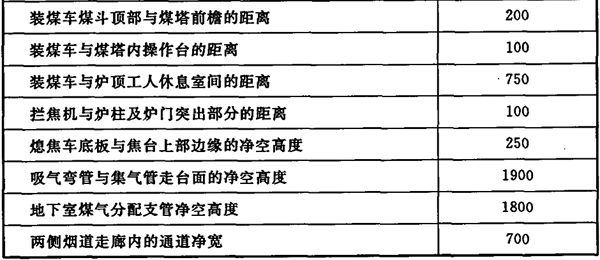 装煤车煤斗顶部与煤塔前檐的距离 200
装煤车与煤塔内操作台的距离 100
装煤车与炉顶工人休息室间的距离 750
拦焦机与炉柱及炉门突出部分的距离 100
熄焦车底板与焦台上部边缘的净空高度 250
吸气弯管与集气管走台面的净空高度 1900
地下室煤气分配支管净空高度 1800
两侧烟道走廊内的通道净宽 700